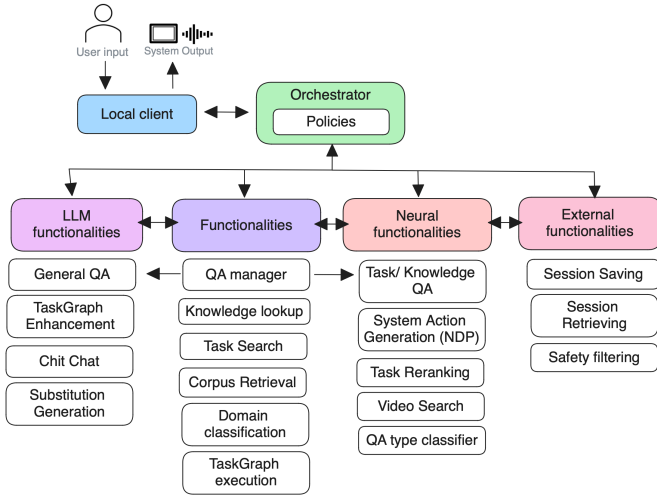 User input
System Output
Local client
Orchestrator
Policies
LLM
functionalities
Functionalities
Neural
functionalities
External
functionalities
General QA
TaskGraph
Enhancement
Chit Chat
Substitution
Generation
QA manager
Knowledge lookup
Task Search
Corpus Retrieval
Domain
classification
TaskGraph
execution
Task/ Knowledge
QA
System Action
Generation (NDP)
Task Reranking
Video Search
QA type classifier
Session Saving
Session
Retrieving
Safety filtering